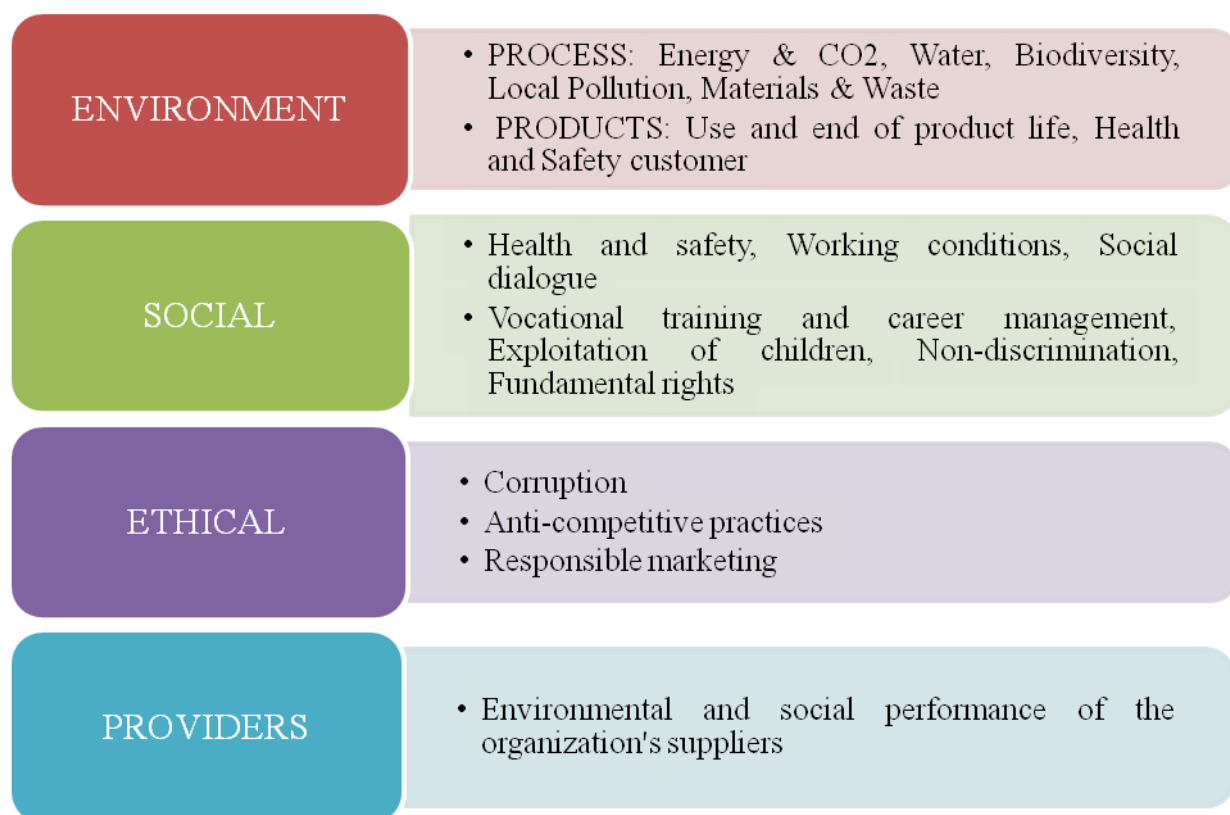 ENVIRONMENT
• PROCESS: Energy & CO2, Water, Biodiversity,
Local Pollution, Materials & Waste
• PRODUCTS: Use and end of product life, Health
and Safety customer
SOCIAL
• Health and safety, Working conditions, Social
dialogue
• Vocational training and career management,
Exploitation of children, Non-discrimination,
Fundamental rights
ETHICAL
• Corruption
• Anti-competitive practices
• Responsible marketing
PROVIDERS
• Environmental and social performance of the
organization's suppliers